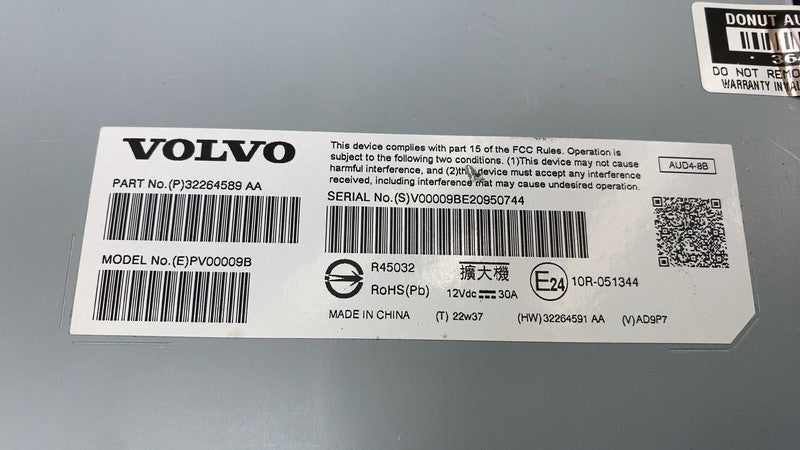 DONUT AU
DO NOT REMO
WARRANTY IN
VOLVO
This device complies with part 15 of the FCC Rules. Operation is
subject to the following two conditions. (1)This device may not cause
harmful interference, and (2)this device must accept any interference
received, including interference that may cause undesired operation.
AUD4-8B
PART No.(P)32264589 AA
SERIAL No.(S)V00009BE20950744
MODEL No.(E)PV00009B
R45032
RoHS(Pb)
擴大機
12Vdc 30A
E24
10R-051344
MADE IN CHINA
(T) 22w37
(HW)32264591 AA
(V)AD9P7